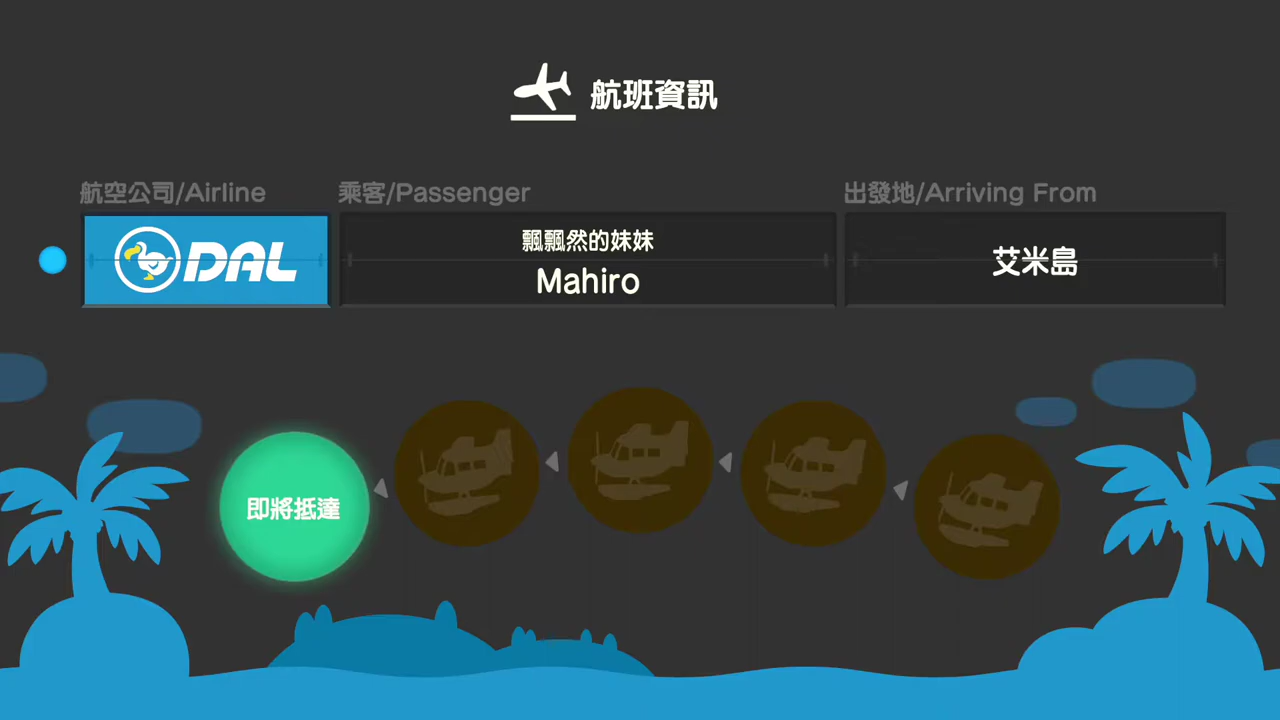 航班資訊
航空公司/Airline
乘客/Passenger
出發地/Arriving From
DAL
飄飄然的妹妹
Mahiro
艾米島
即將抵達